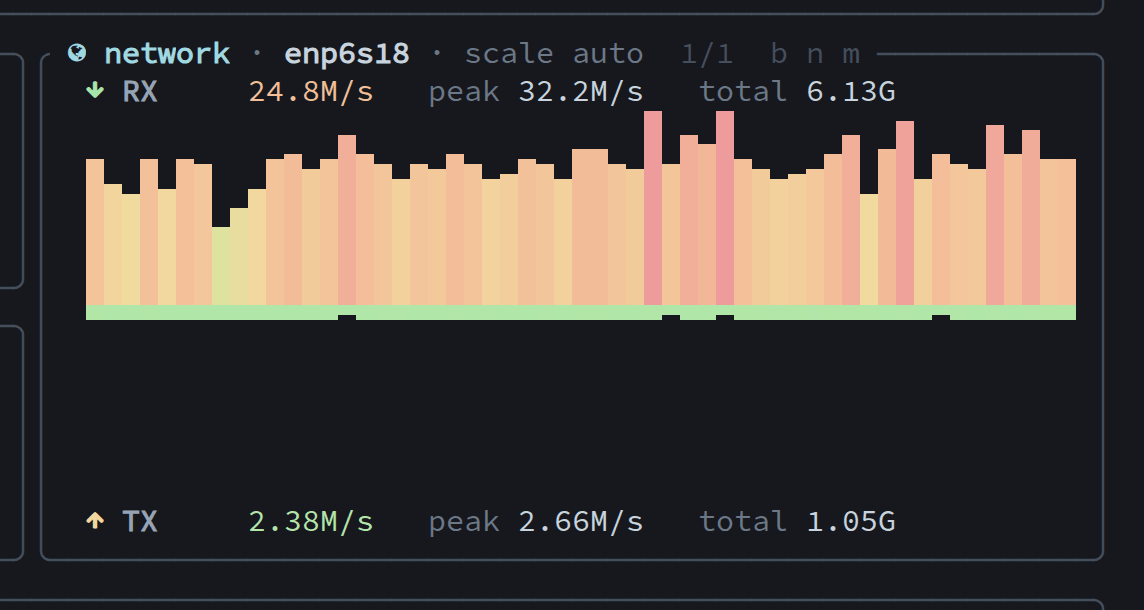 network · enp6s18 · scale auto 1/1 b n m
RX 24.8M/s peak 32.2M/s total 6.13G
TX 2.38M/s peak 2.66M/s total 1.05G